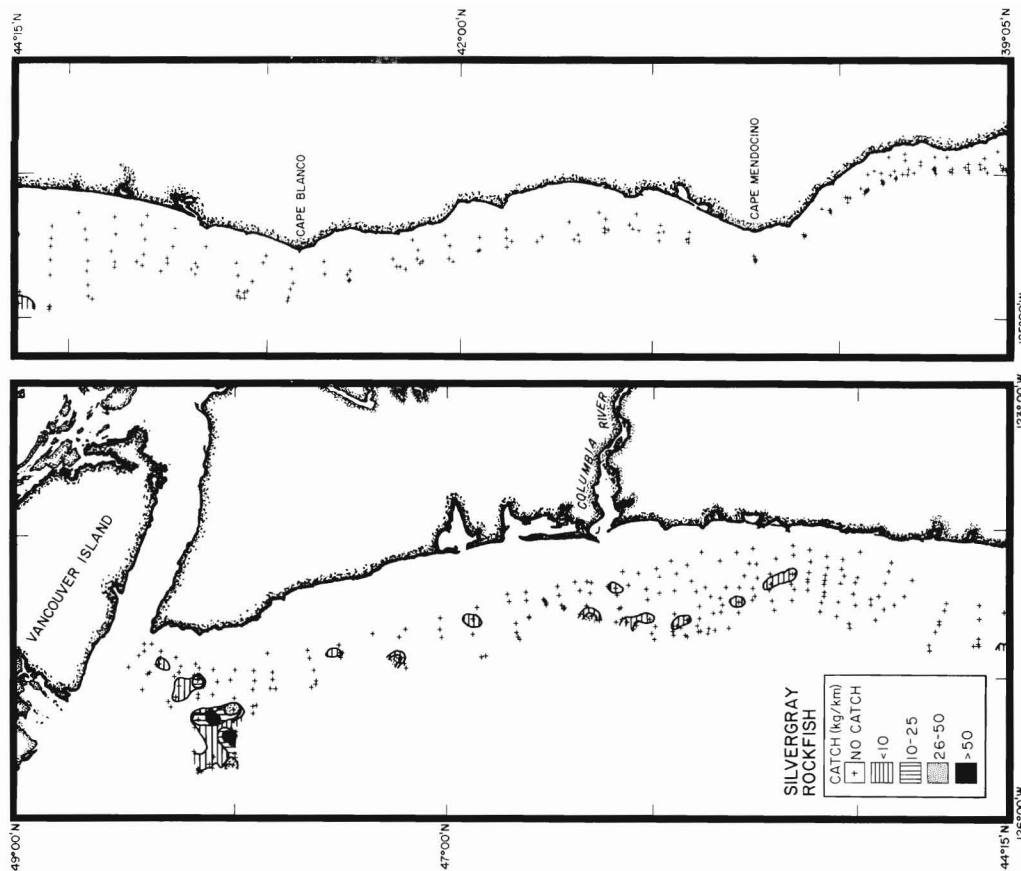 44°15'N
42°00'N
39°05'N
CAPE BLANCO
CAPE MENDOCINO
49°00'N
47°00'N
44°15'N
123°00'W
126°00'W
VANCOUVER ISLAND
COLUMBIA
RIVER
SILVERGRAY
ROCKFISH
CATCH (kg/km)
+ NO CATCH
<10
10-25
26-50
>50